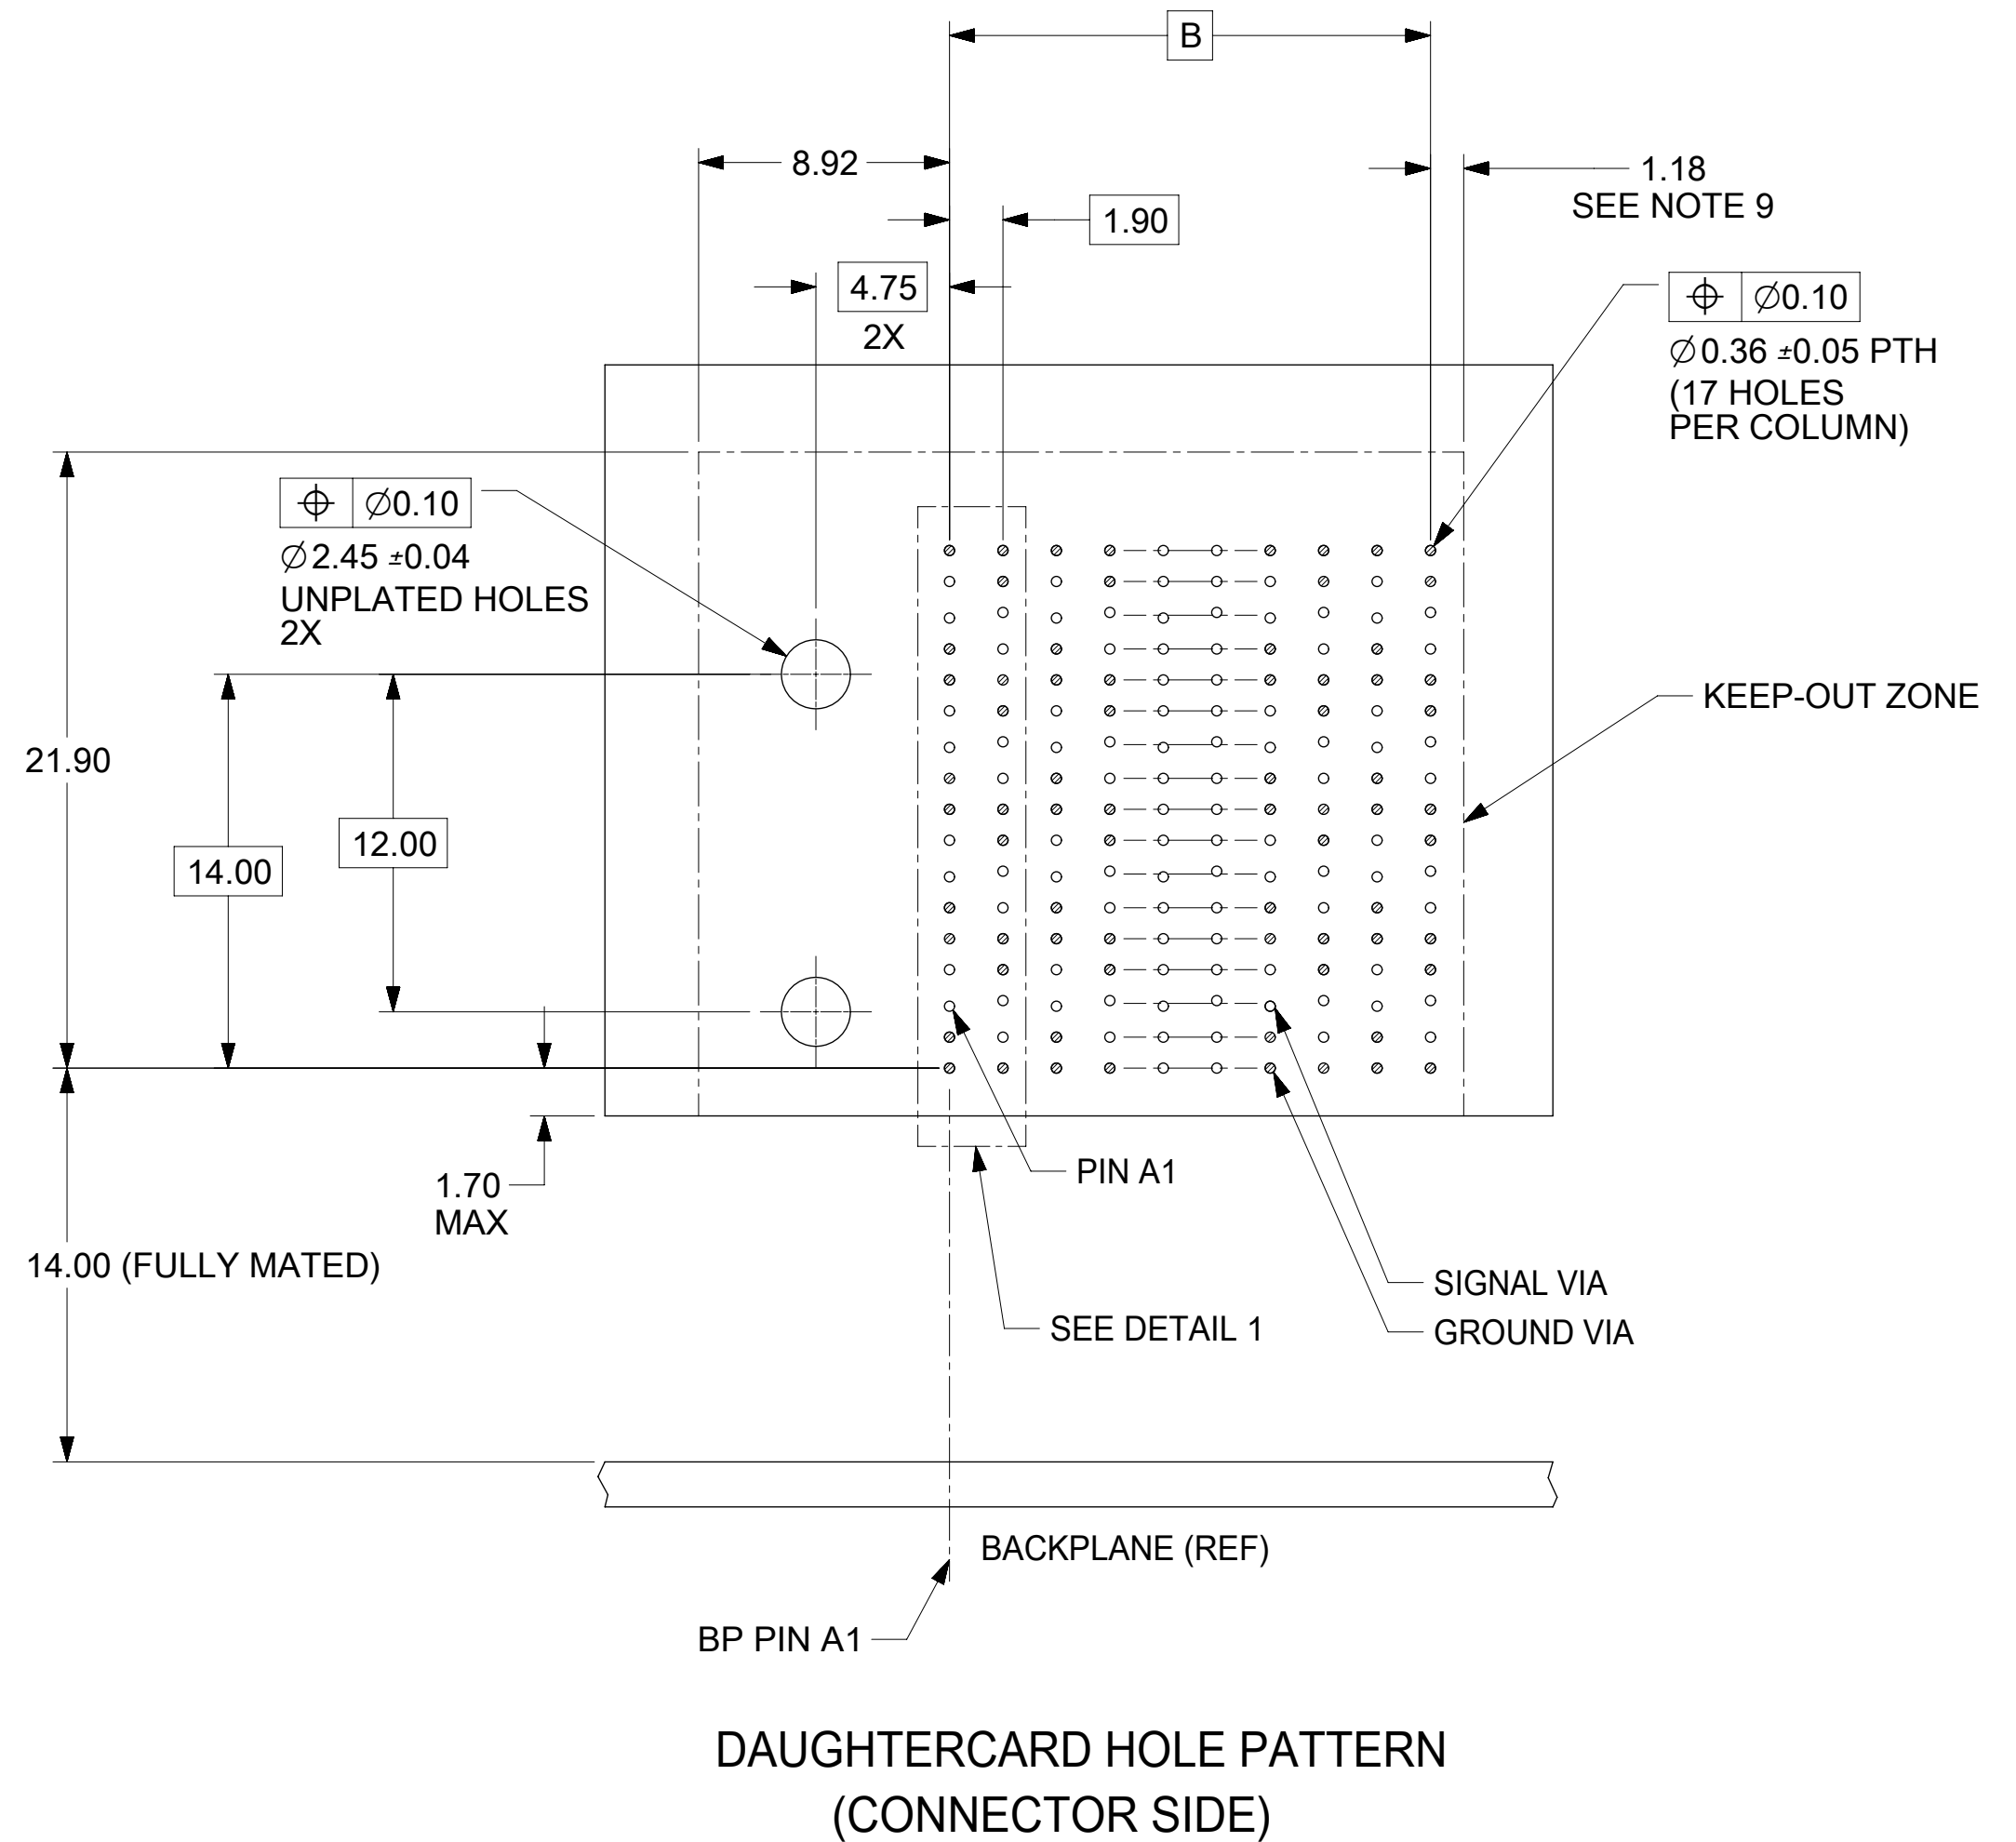 B
8.92
1.18
SEE NOTE 9
1.90
4.75
2X
⌖ ∅0.10
∅0.36 ±0.05 PTH
(17 HOLES
PER COLUMN)
⌖ ∅0.10
∅2.45 ±0.04
UNPLATED HOLES
2X
KEEP-OUT ZONE
21.90
12.00
14.00
PIN A1
1.70
MAX
14.00 (FULLY MATED)
SIGNAL VIA
SEE DETAIL 1
GROUND VIA
BACKPLANE (REF)
BP PIN A1
DAUGHTERCARD HOLE PATTERN
(CONNECTOR SIDE)